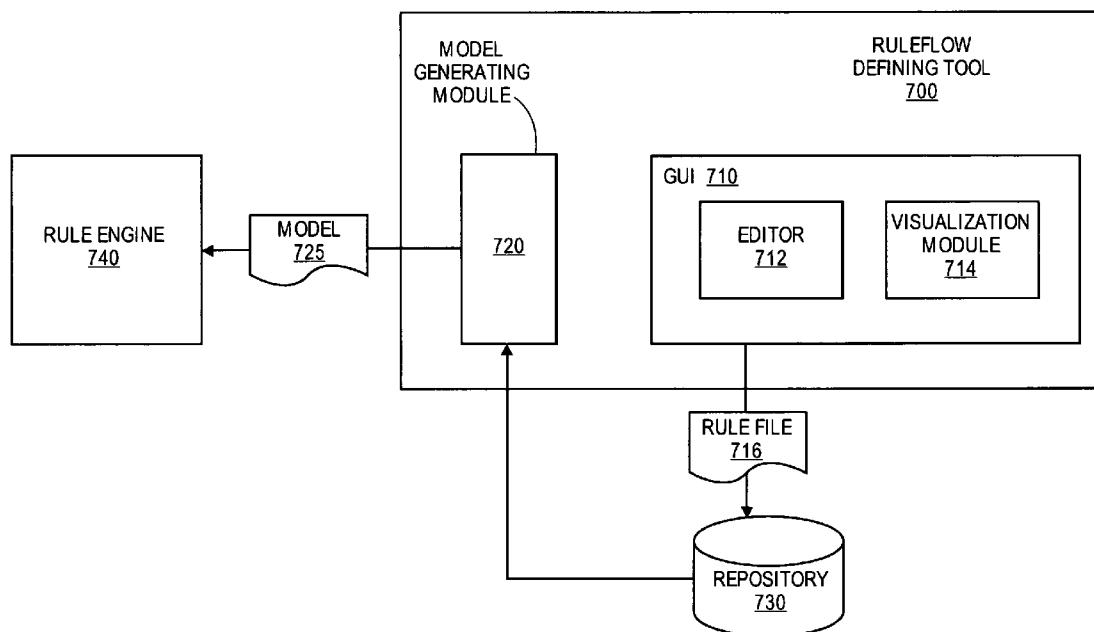 MODEL
GENERATING
MODULE
RULEFLOW
DEFINING TOOL
700
RULE ENGINE
740
MODEL
725
720
GUI 710
EDITOR
712
VISUALIZATION
MODULE
714
RULE FILE
716
REPOSITORY
730